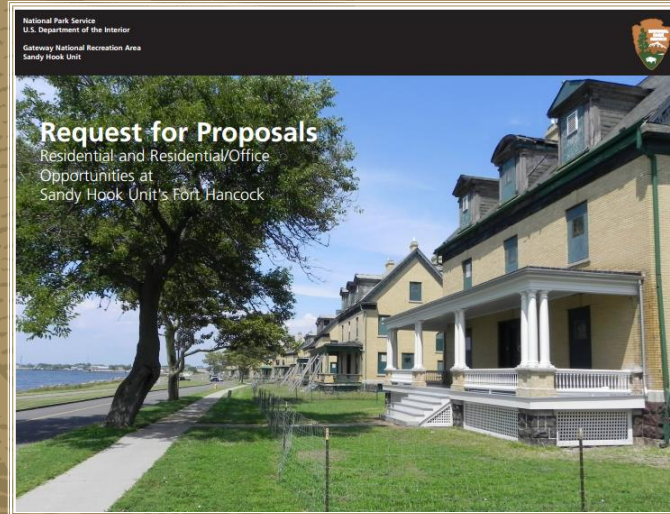 National Park Service
U.S. Department of the Interior
Gateway National Recreation Area
Sandy Hook Unit
Request for Proposals
Residential and Residential/Office
Opportunities at
Sandy Hook Unit's Fort Hancock